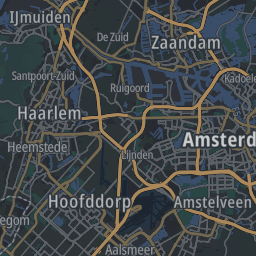 IJmuiden
De Zuid
Zaandam
Santpoort-Zuid
Ruigoord
Kadoele
Haarlem
Amsterd
Heemstede
Lijnden
Hoofddorp
Amstelveen
egom
Aalsmeer